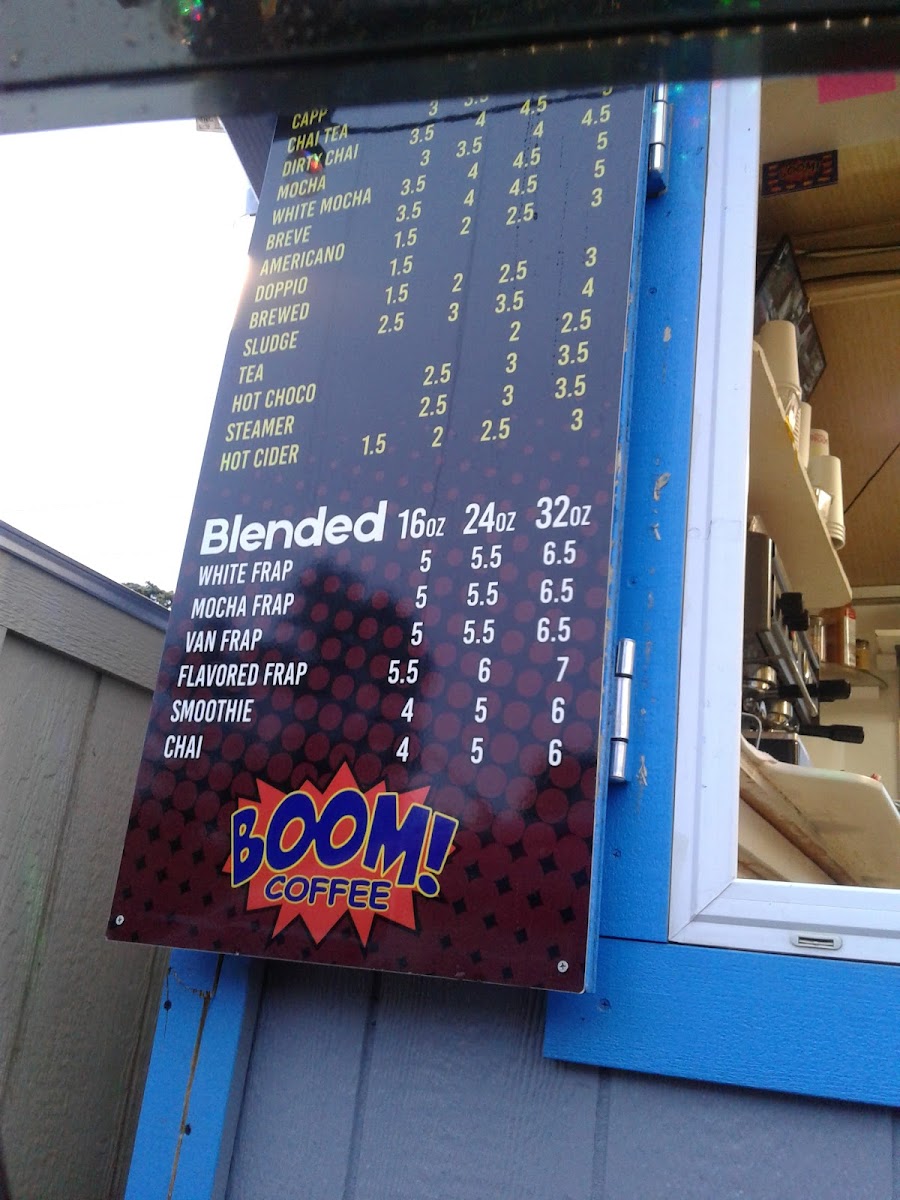 CAPP
CHAI TEA 3 3.5
DIRTY CHAI 3.5 4 4.5 5
MOCHA 3 3.5 4 4.5
WHITE MOCHA 3.5 4 4.5 5
BREVE 3.5 4 4.5 5
AMERICANO 1.5 2 2.5 3
DOPPIO 1.5
BREWED 1.5 2 2.5 3
SLUDGE 2.5 3 3.5 4
TEA 2 2.5
HOT CHOCO 2.5 3 3.5
STEAMER 2.5 3 3.5
HOT CIDER 1.5 2 2.5 3
Blended 16oz 24oz 32oz
WHITE FRAP 5 5.5 6.5
MOCHA FRAP 5 5.5 6.5
VAN FRAP 5 5.5 6.5
FLAVORED FRAP 5.5 6 7
SMOOTHIE 4 5 6
CHAI 4 5 6
BOOM!
COFFEE